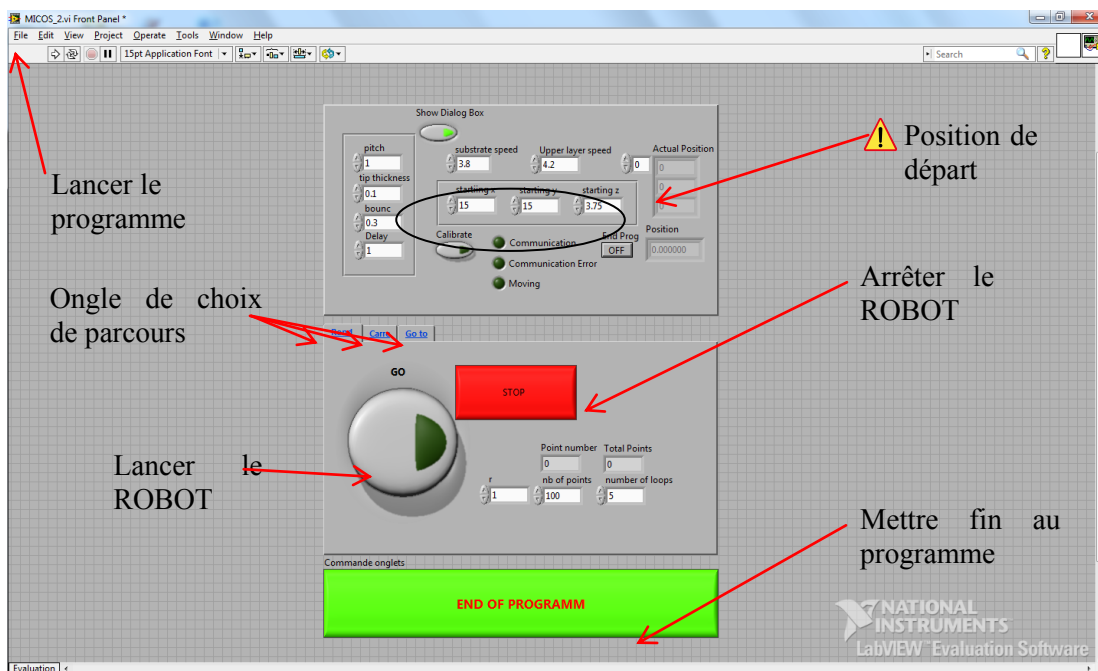 MICOS_2.vi Front Panel *
File Edit View Project Operate Tools Window Help
15pt Application Font
Search
Show Dialog Box
pitch
1
substrate speed
3.8
Upper layer speed
4.2
0
Actual Position
0
0
0
tip thickness
0.1
starting x
15
starting y
15
starting z
3.75
bounc
0.3
Delay
1
Calibrate
Communication
Communication Error
Moving
End Prog
OFF
Position
0.000000
Position de
départ
Lancer le
programme
Ongle de choix
de parcours
Arrêter le
ROBOT
Carre Go to
GO
STOP
Point number Total Points
0 0
r nb of points number of loops
1 100 5
Lancer le
ROBOT
Mettre fin au
programme
Commande onglets
END OF PROGRAMM
NATIONAL
INSTRUMENTS
LabVIEW™ Evaluation Software
Evaluation